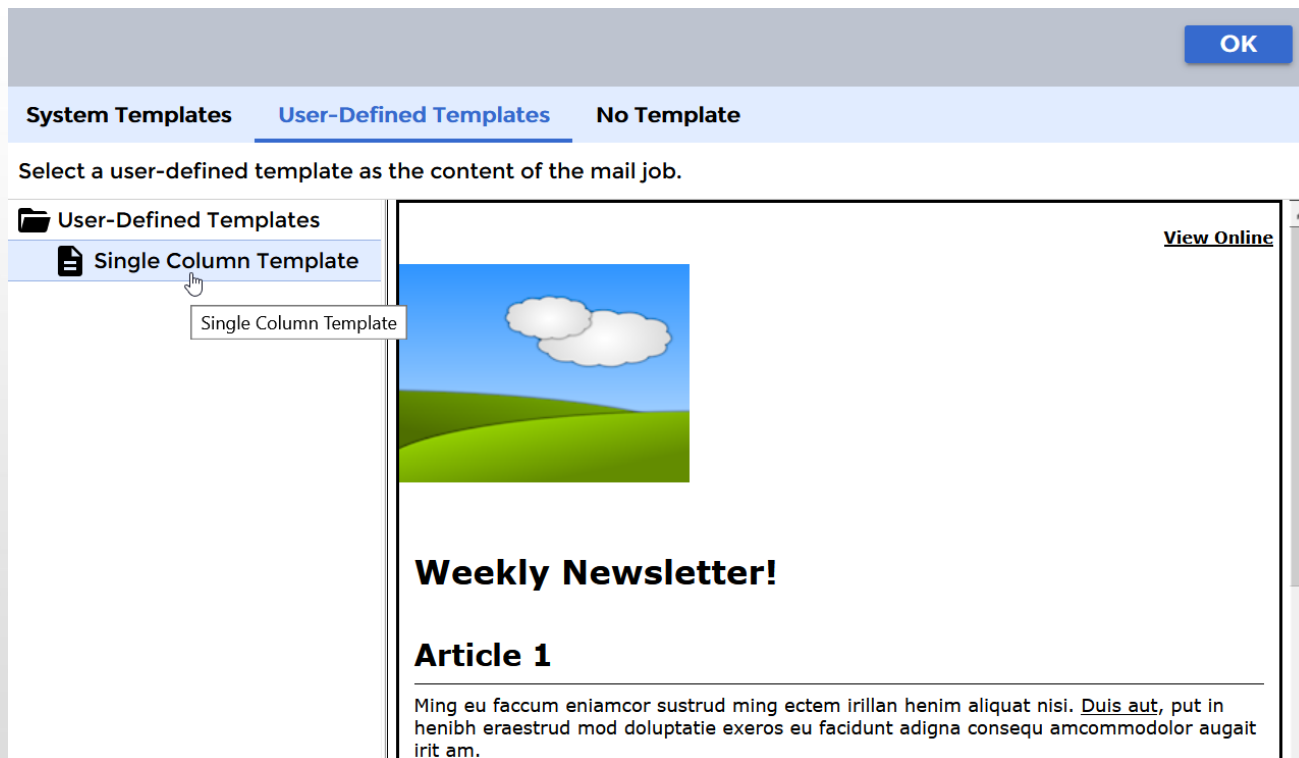 OK
System Templates User-Defined Templates No Template
Select a user-defined template as the content of the mail job.
User-Defined Templates
Single Column Template
Single Column Template
View Online
Weekly Newsletter!
Article 1
Ming eu faccum eniamcor sustrud ming ectem irillan henim aliquat nisi. Duis aut, put in
henibh eraestrud mod doluptatie exeros eu facidunt adigna consequ amcommodolor augait
irit am.